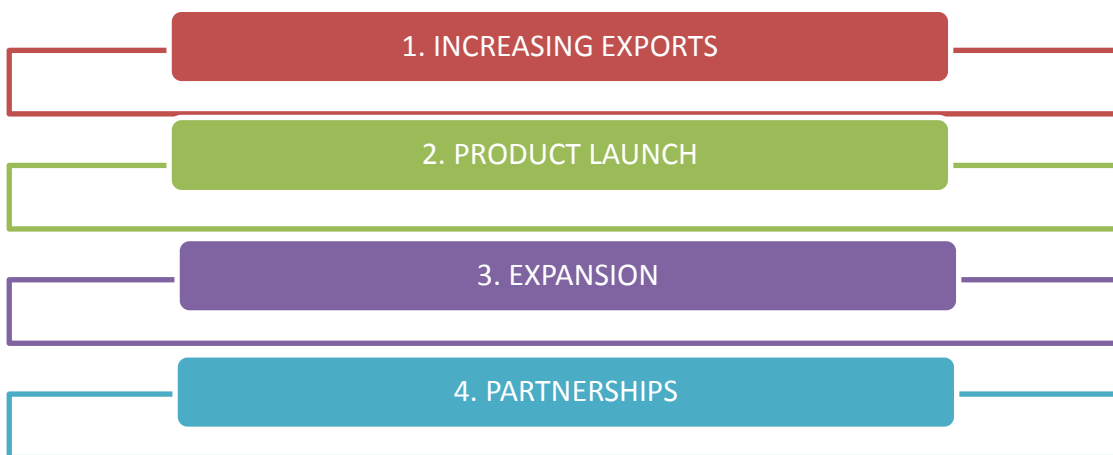 1. INCREASING EXPORTS
2. PRODUCT LAUNCH
3. EXPANSION
4. PARTNERSHIPS